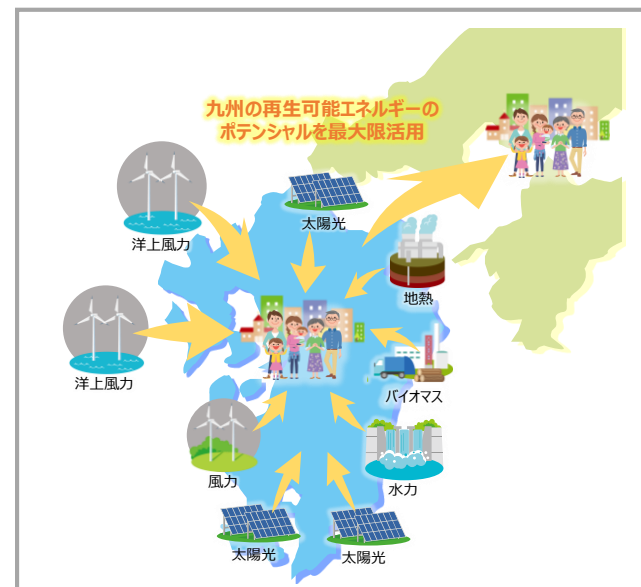 九州の再生可能エネルギーの
ポテンシャルを最大限活用
洋上風力
太陽光
地熱
洋上風力
バイオマス
風力
水力
太陽光
太陽光